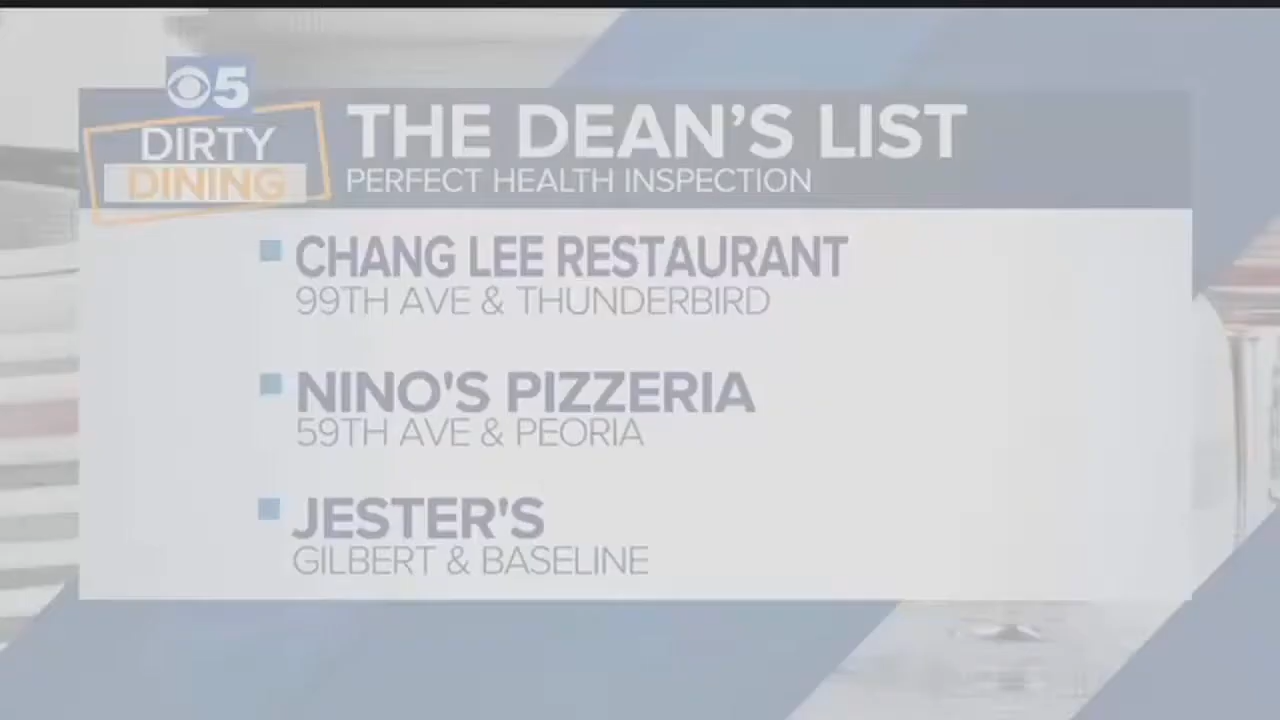 5
DIRTY
DINING
THE DEAN'S LIST
PERFECT HEALTH INSPECTION
CHANG LEE RESTAURANT
99TH AVE & THUNDERBIRD
NINO'S PIZZERIA
59TH AVE & PEORIA
JESTER'S
GILBERT & BASELINE